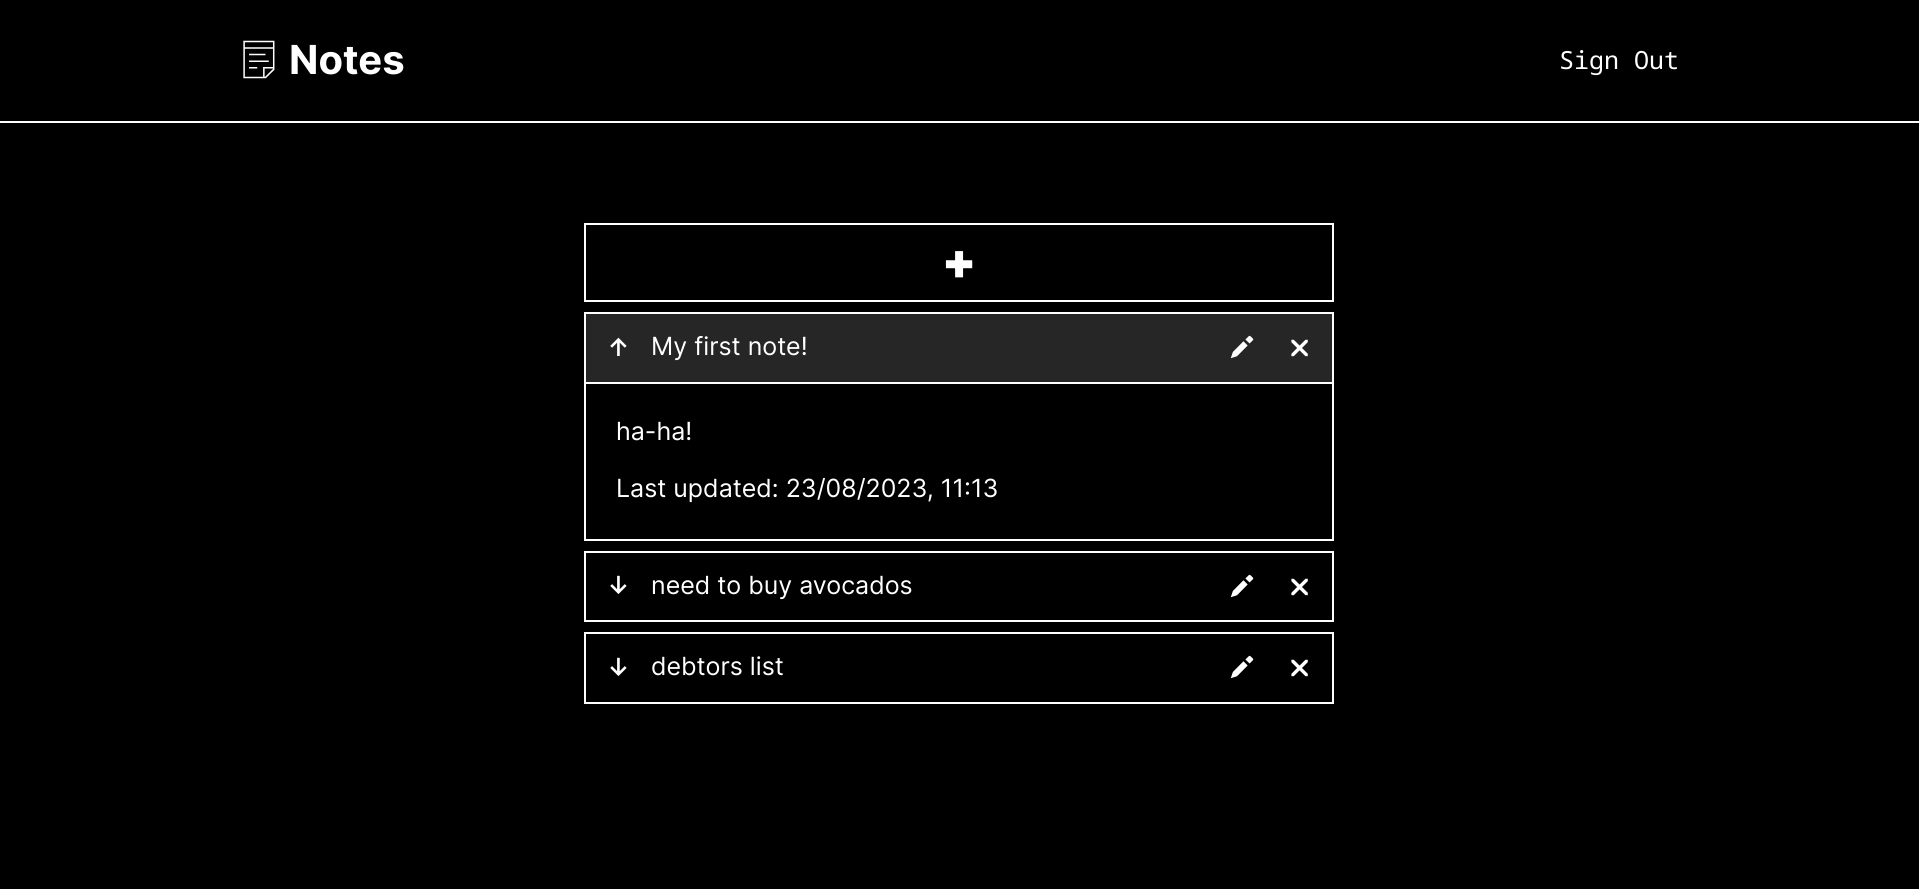 Notes
Sign Out
My first note!
ha-ha!
Last updated: 23/08/2023, 11:13
need to buy avocados
debtors list